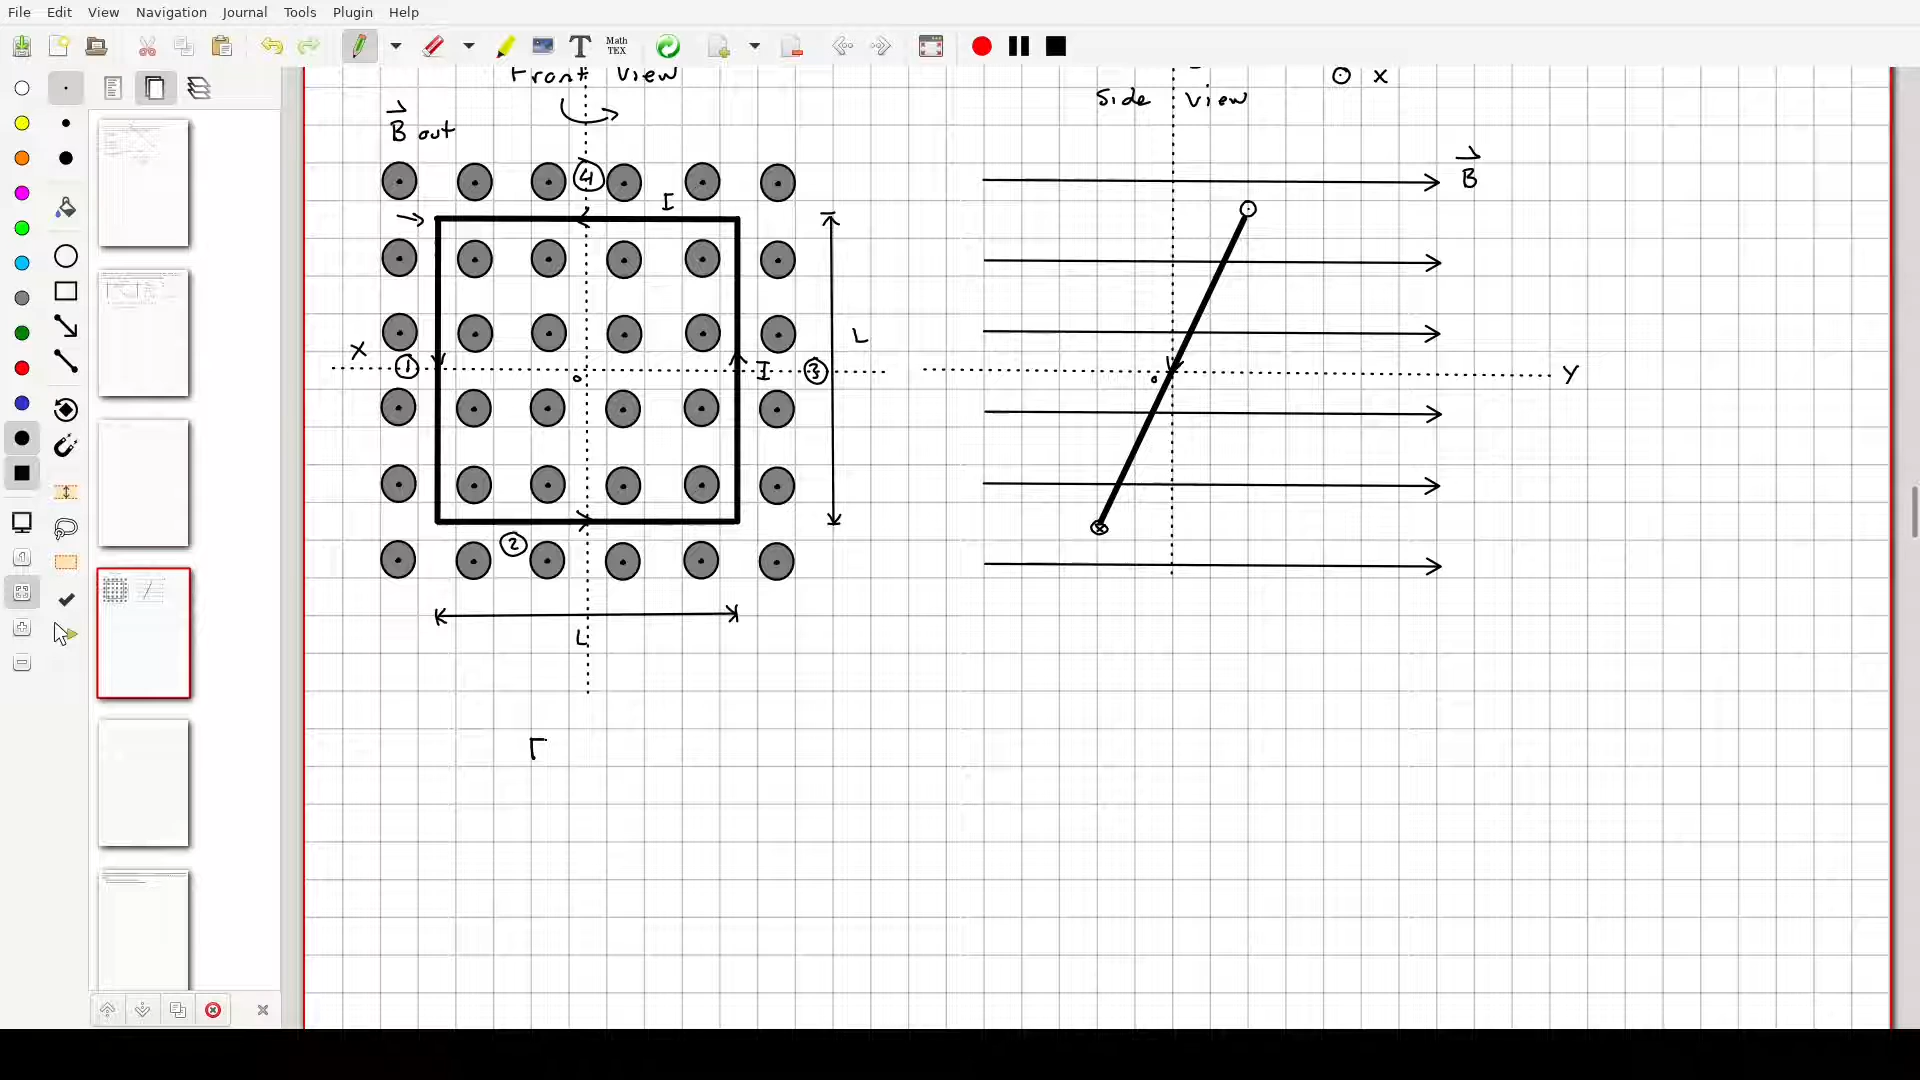 File Edit View Navigation Journal Tools Plugin Help
T Math TEX
Front View
B out
4
I
X
1
o
I
3
L
2
L
Γ
Side View
x
B
o
Y